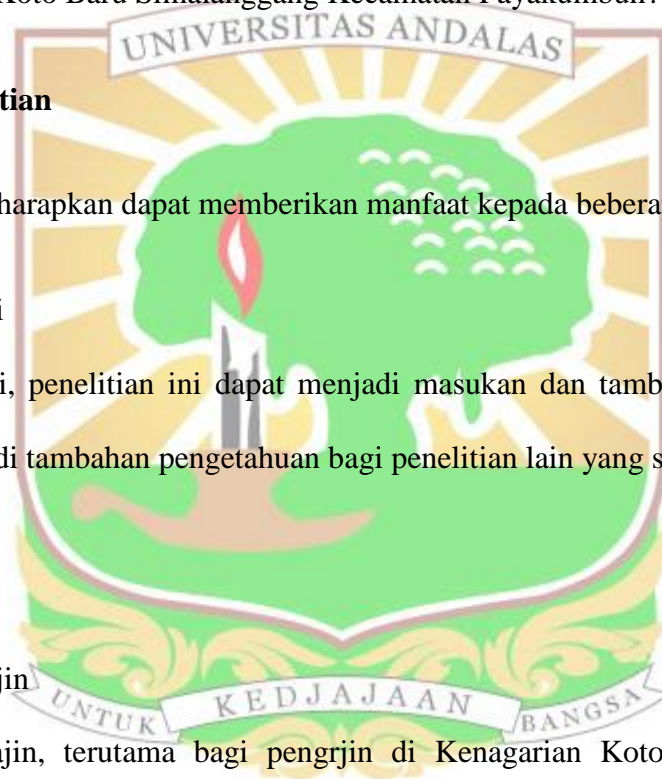 Koto Baru Simalanggang Kecamatan Payakumbuh?
UNIVERSITAS ANDALAS
tian
harapkan dapat memberikan manfaat kepada bebera
i
i, penelitian ini dapat menjadi masukan dan tamb
di tambahan pengetahuan bagi penelitian lain yang s
jin
UNTUK KEDJAJAAN BANGSA
ajin, terutama bagi pengrjin di Kenagarian Koto